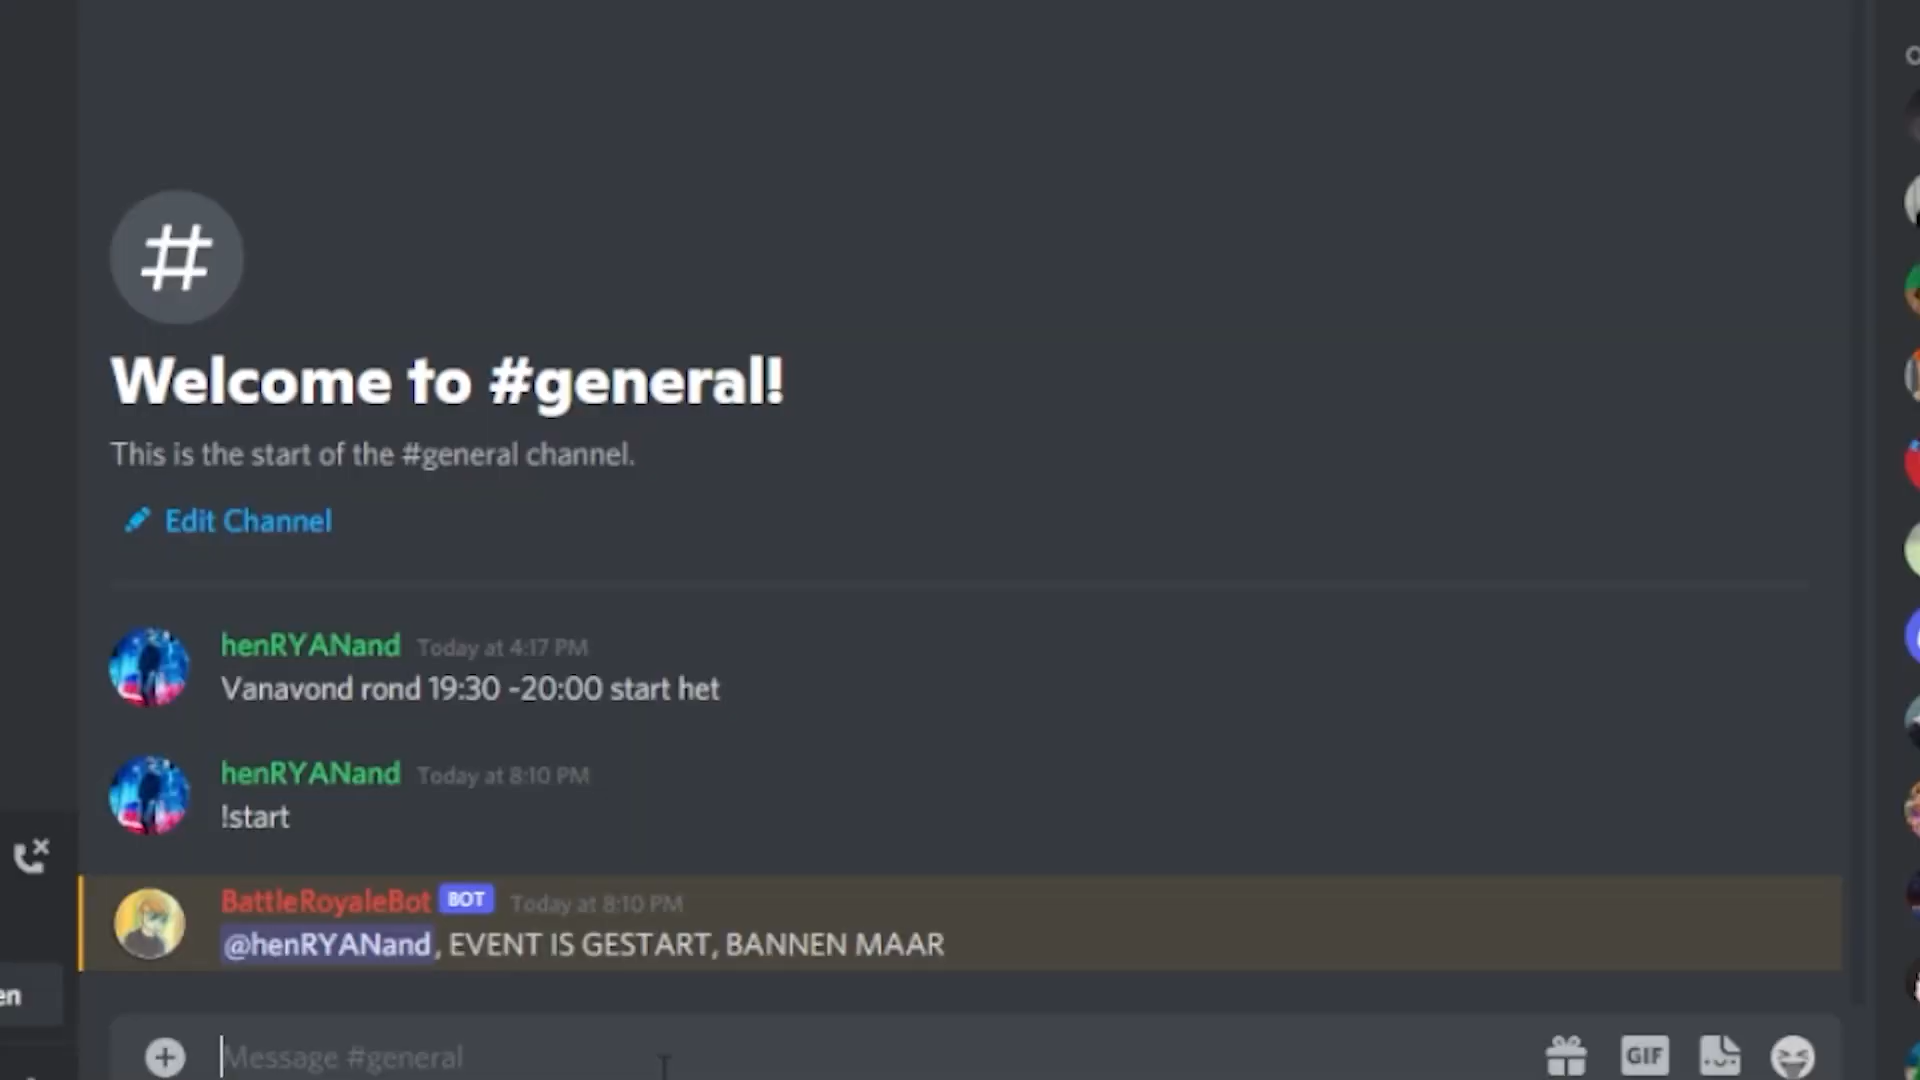 Welcome to #general!
This is the start of the #general channel.
Edit Channel
henRYANand Today at 4:17 PM
Vanavond rond 19:30 -20:00 start het
henRYANand Today at 8:10 PM
!start
BattleRoyaleBot BOT Today at 8:10 PM
@henRYANand, EVENT IS GESTART, BANNEN MAAR
en
Message #general
GIF